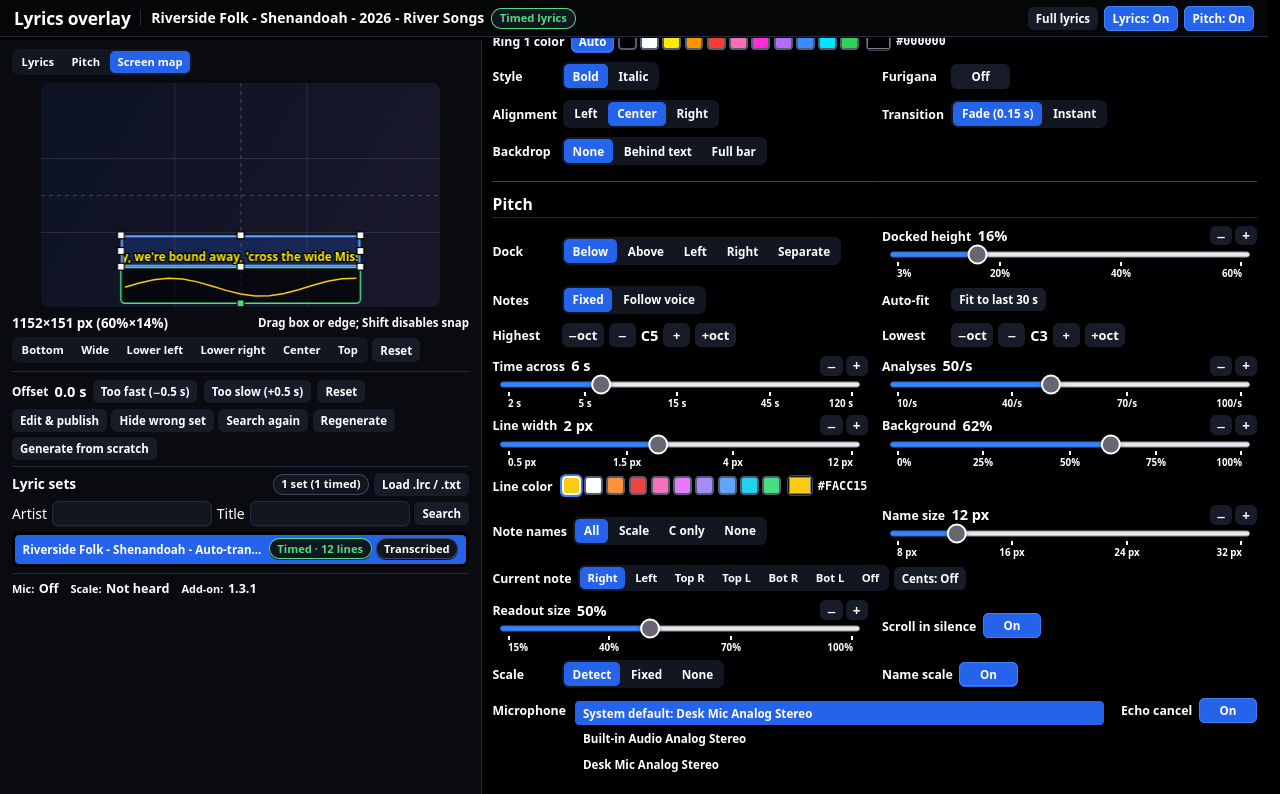 Lyrics overlay
Riverside Folk - Shenandoah - 2026 - River Songs
Timed lyrics
Full lyrics
Lyrics: On
Pitch: On
Lyrics
Pitch
Screen map
y, we're bound away, 'cross the wide Mis
1152×151 px (60%×14%)
Drag box or edge; Shift disables snap
Bottom
Wide
Lower left
Lower right
Center
Top
Reset
Offset 0.0 s
Too fast (−0.5 s)
Too slow (+0.5 s)
Reset
Edit & publish
Hide wrong set
Search again
Regenerate
Generate from scratch
Lyric sets
1 set (1 timed)
Load .lrc / .txt
Artist
Title
Search
Riverside Folk - Shenandoah - Auto-tran...
Timed · 12 lines
Transcribed
Mic: Off
Scale: Not heard
Add-on: 1.3.1
Ring 1 color
Auto
#000000
Style
Bold
Italic
Furigana
Off
Alignment
Left
Center
Right
Transition
Fade (0.15 s)
Instant
Backdrop
None
Behind text
Full bar
Pitch
Dock
Below
Above
Left
Right
Separate
Docked height 16%
−
+
3%
20%
40%
60%
Notes
Fixed
Follow voice
Auto-fit
Fit to last 30 s
Highest
−oct
−
C5
+
+oct
Lowest
−oct
−
C3
+
+oct
Time across 6 s
−
+
2 s
5 s
15 s
45 s
120 s
Analyses 50/s
−
+
10/s
40/s
70/s
100/s
Line width 2 px
−
+
0.5 px
1.5 px
4 px
12 px
Background 62%
−
+
0%
25%
50%
75%
100%
Line color
#FACC15
Note names
All
Scale
C only
None
Name size 12 px
−
+
8 px
16 px
24 px
32 px
Current note
Right
Left
Top R
Top L
Bot R
Bot L
Off
Cents: Off
Readout size 50%
−
+
15%
40%
70%
100%
Scroll in silence
On
Scale
Detect
Fixed
None
Name scale
On
Microphone
System default: Desk Mic Analog Stereo
Built-in Audio Analog Stereo
Desk Mic Analog Stereo
Echo cancel
On